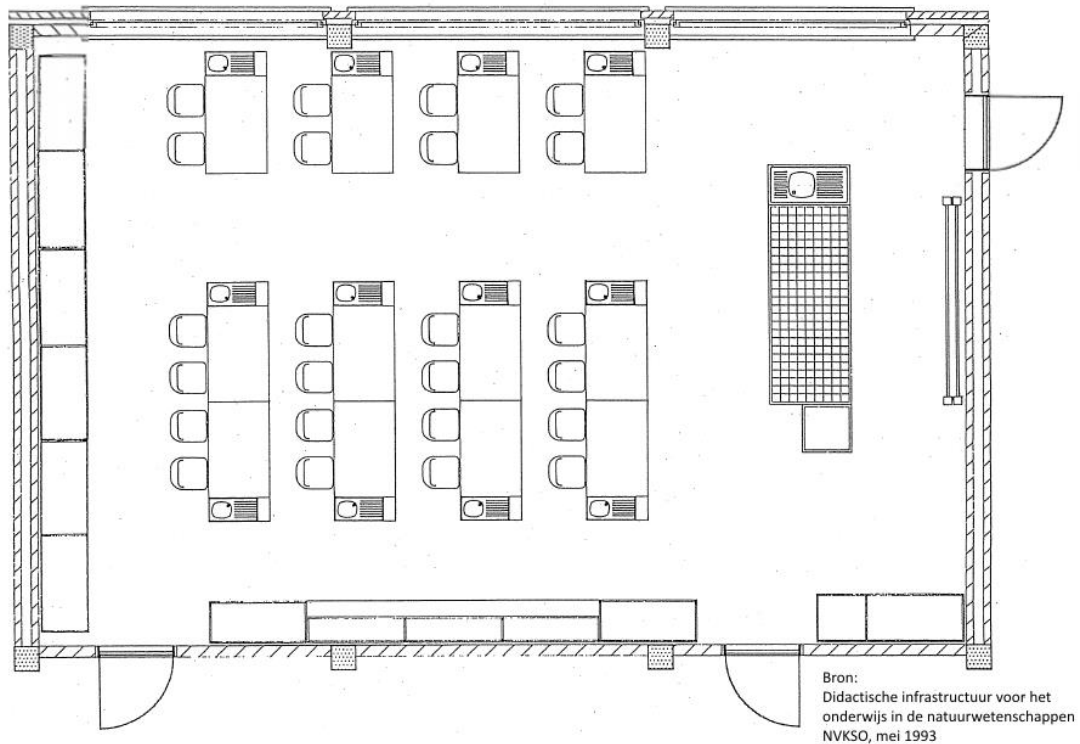 Bron:
Didactische infrastructuur voor het
onderwijs in de natuurwetenschappen
NVKSO, mei 1993